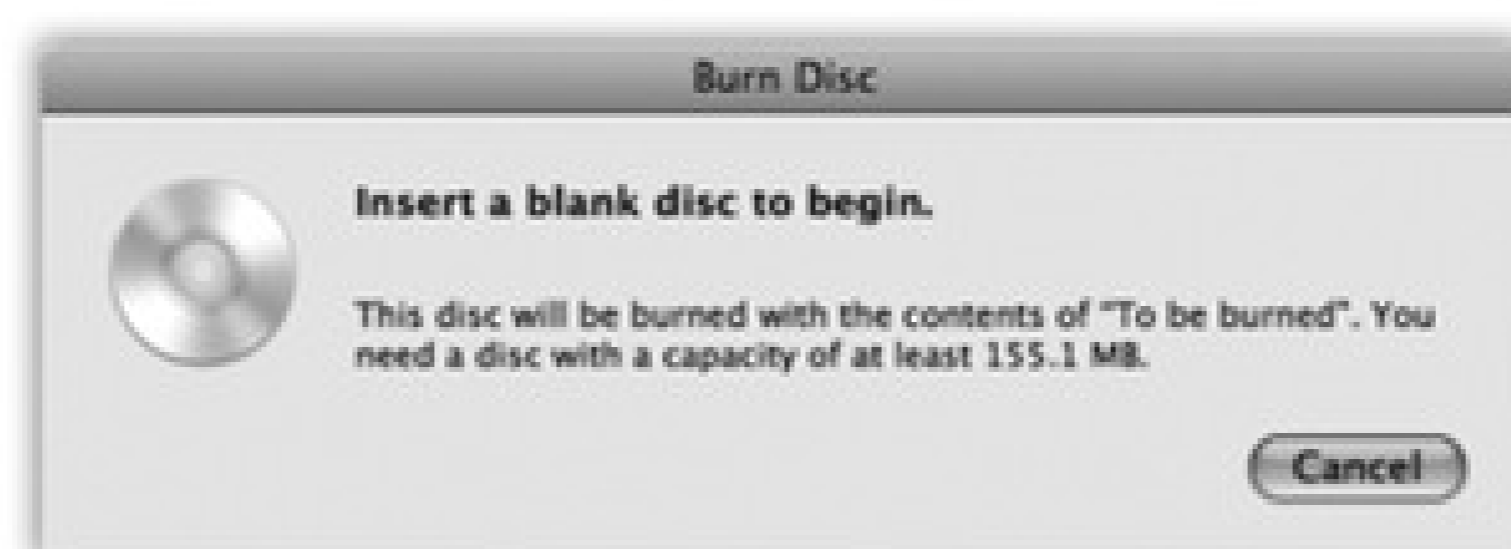 Burn Disc
Insert a blank disc to begin.
This disc will be burned with the contents of "To be burned". You
need a disc with a capacity of at least 155.1 MB.
Cancel